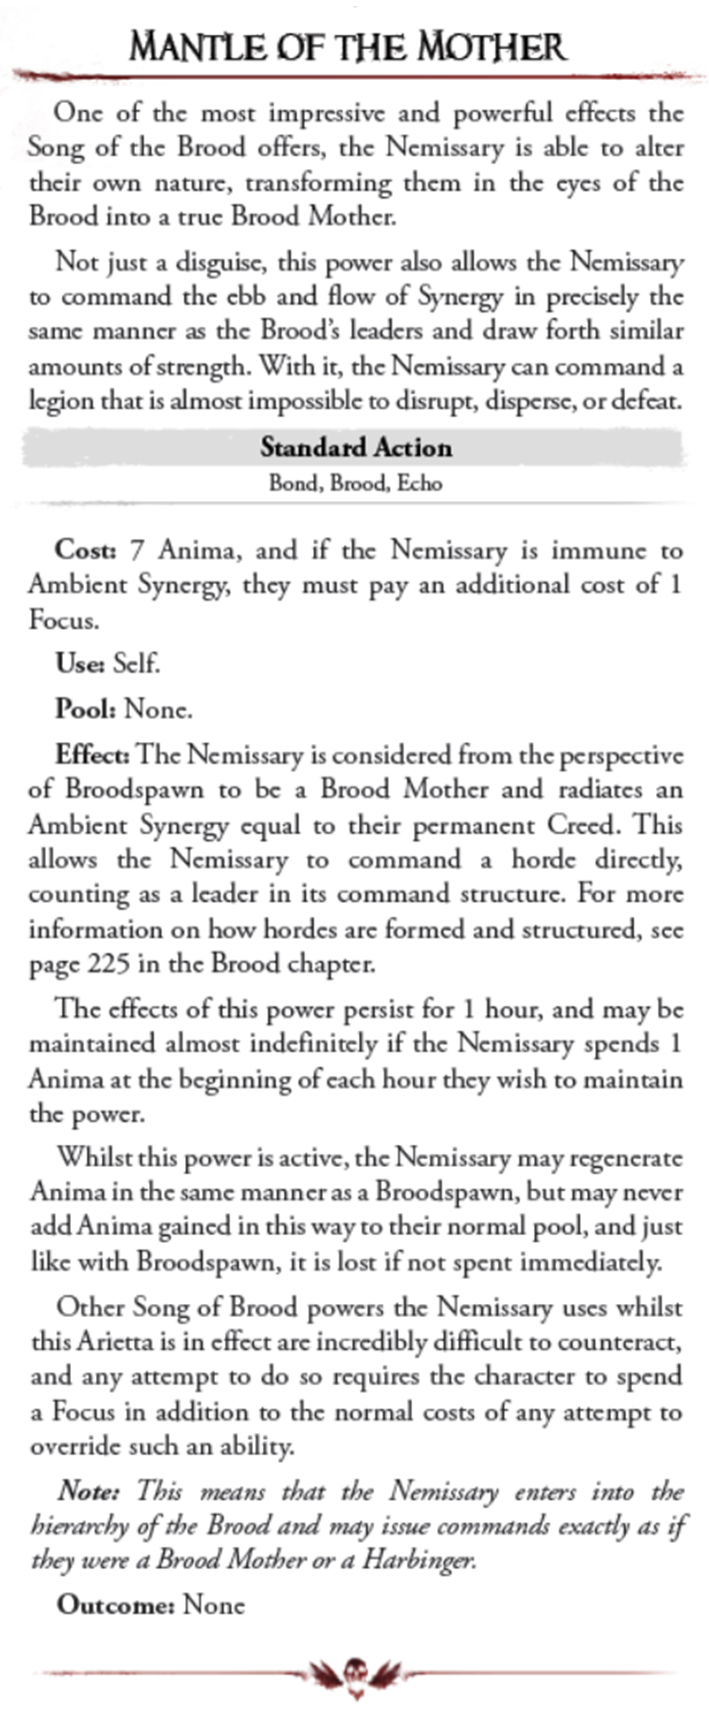 MANTLE OF THE MOTHER
One of the most impressive and powerful effects the
Song of the Brood offers, the Nemissary is able to alter
their own nature, transforming them in the eyes of the
Brood into a true Brood Mother.
Not just a disguise, this power also allows the Nemissary
to command the ebb and flow of Synergy in precisely the
same manner as the Brood's leaders and draw forth similar
amounts of strength. With it, the Nemissary can command a
legion that is almost impossible to disrupt, disperse, or defeat.
Standard Action
Bond, Brood, Echo
Cost: 7 Anima, and if the Nemissary is immune to
Ambient Synergy, they must pay an additional cost of 1
Focus.
Use: Self.
Pool: None.
Effect: The Nemissary is considered from the perspective
of Broodspawn to be a Brood Mother and radiates an
Ambient Synergy equal to their permanent Creed. This
allows the Nemissary to command a horde directly,
counting as a leader in its command structure. For more
information on how hordes are formed and structured, see
page 225 in the Brood chapter.
The effects of this power persist for 1 hour, and may be
maintained almost indefinitely if the Nemissary spends 1
Anima at the beginning of each hour they wish to maintain
the power.
Whilst this power is active, the Nemissary may regenerate
Anima in the same manner as a Broodspawn, but may never
add Anima gained in this way to their normal pool, and just
like with Broodspawn, it is lost if not spent immediately.
Other Song of Brood powers the Nemissary uses whilst
this Arietta is in effect are incredibly difficult to counteract,
and any attempt to do so requires the character to spend
a Focus in addition to the normal costs of any attempt to
override such an ability.
Note: This means that the Nemissary enters into the
hierarchy of the Brood and may issue commands exactly as if
they were a Brood Mother or a Harbinger.
Outcome: None